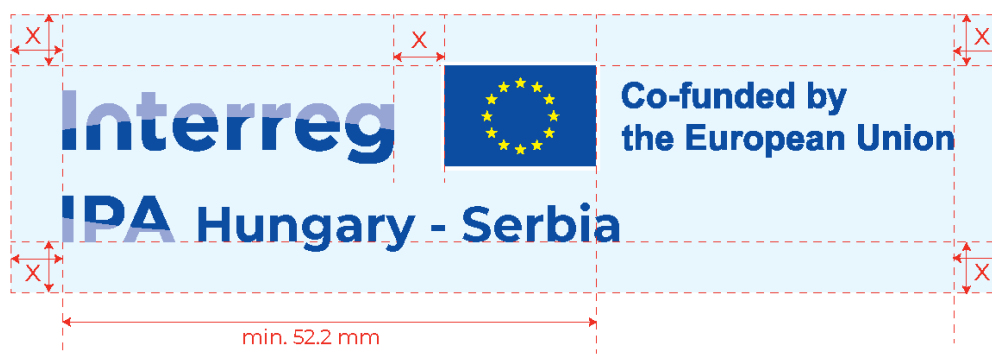 X X X
Interreg
Co-funded by
the European Union
IPA Hungary - Serbia
X X
min. 52.2 mm